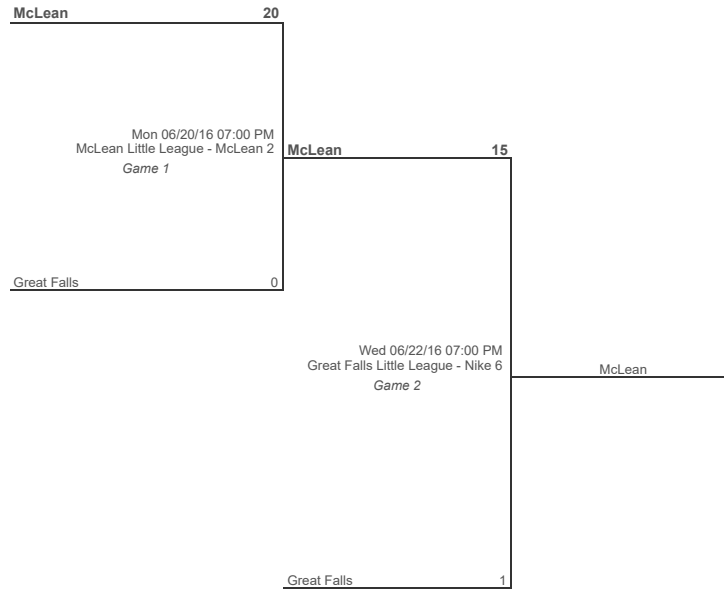 McLean 20
Mon 06/20/16 07:00 PM
McLean Little League - McLean 2
Game 1
McLean 15
Great Falls 0
Wed 06/22/16 07:00 PM
Great Falls Little League - Nike 6
Game 2
McLean
Great Falls 1